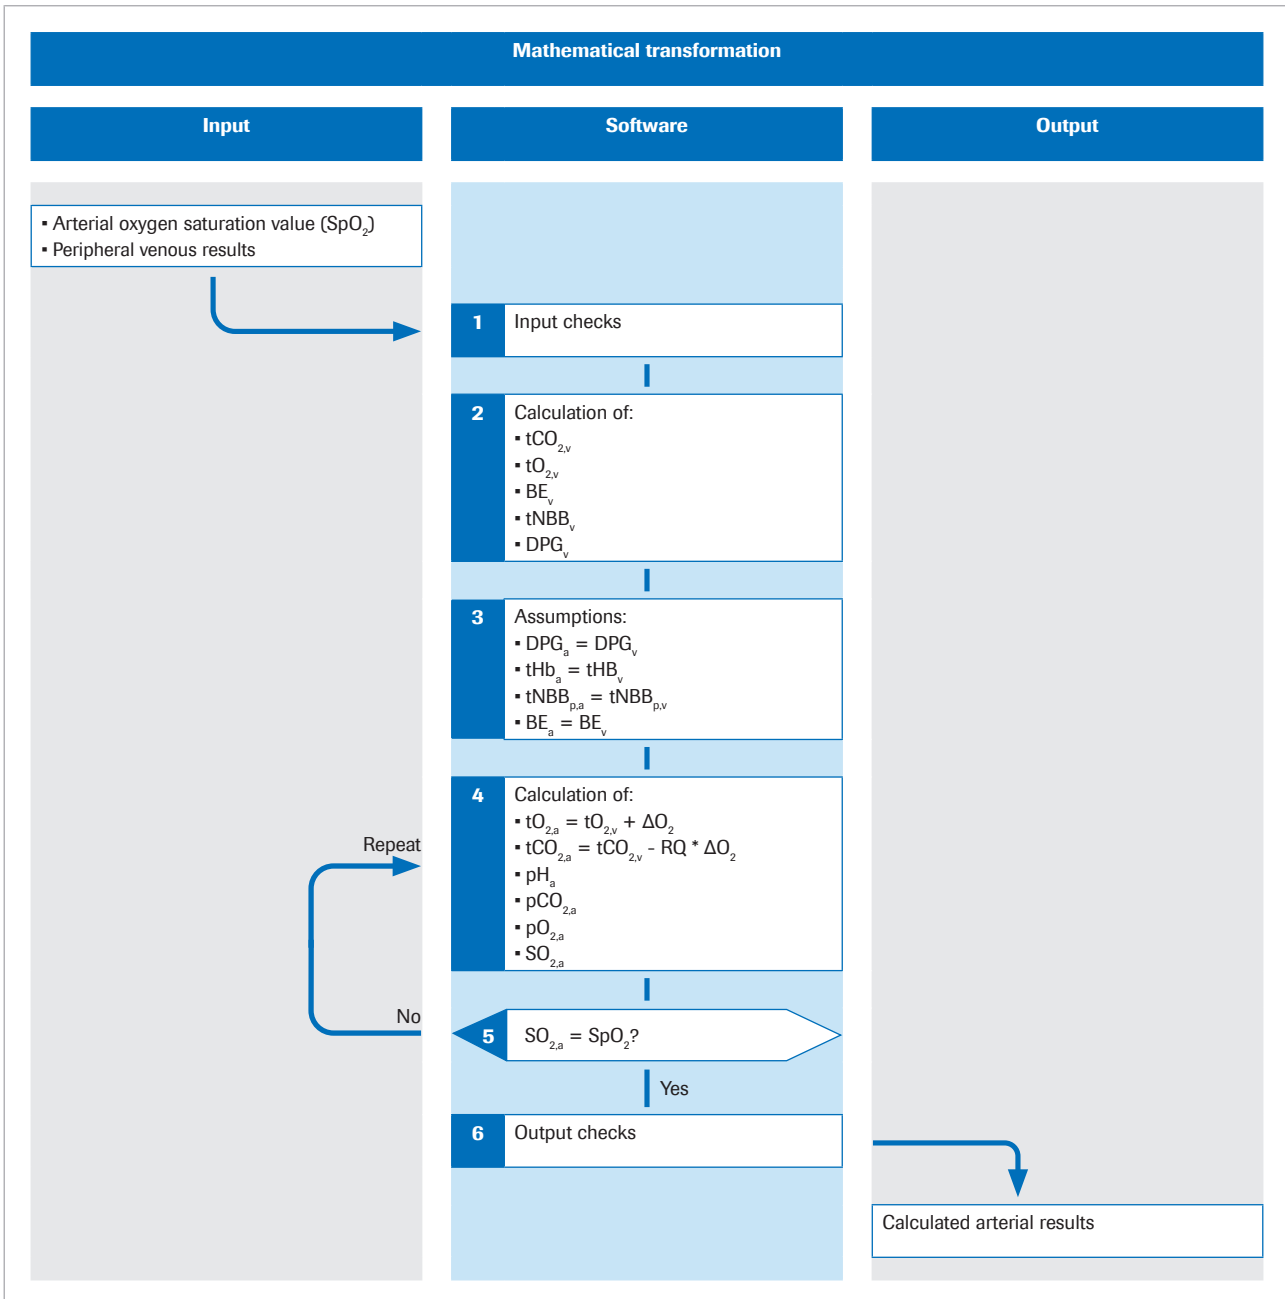 Mathematical transformation
Input
Software
Output
▪ Arterial oxygen saturation value (SpO₂)
▪ Peripheral venous results
1 Input checks
2 Calculation of:
▪ tCO₂,ᵥ
▪ tO₂,ᵥ
▪ BEᵥ
▪ tNBBᵥ
▪ DPGᵥ
3 Assumptions:
▪ DPGₐ = DPGᵥ
▪ tHbₐ = tHBᵥ
▪ tNBBₚ,ₐ = tNBBₚ,ᵥ
▪ BEₐ = BEᵥ
4 Calculation of:
▪ tO₂,ₐ = tO₂,ᵥ + ΔO₂
▪ tCO₂,ₐ = tCO₂,ᵥ - RQ * ΔO₂
▪ pHₐ
▪ pCO₂,ₐ
▪ pO₂,ₐ
▪ SO₂,ₐ
Repeat
No
5 SO₂,ₐ = SpO₂?
Yes
6 Output checks
Calculated arterial results